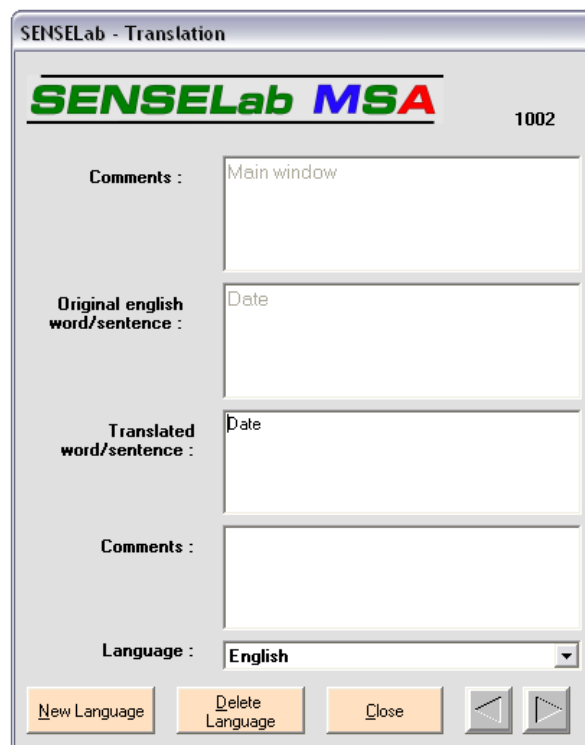 SENSELab - Translation
SENSELab MSA
1002
Comments :
Main window
Original english
word/sentence :
Date
Translated
word/sentence :
Date
Comments :
Language :
English
New Language
Delete
Language
Close